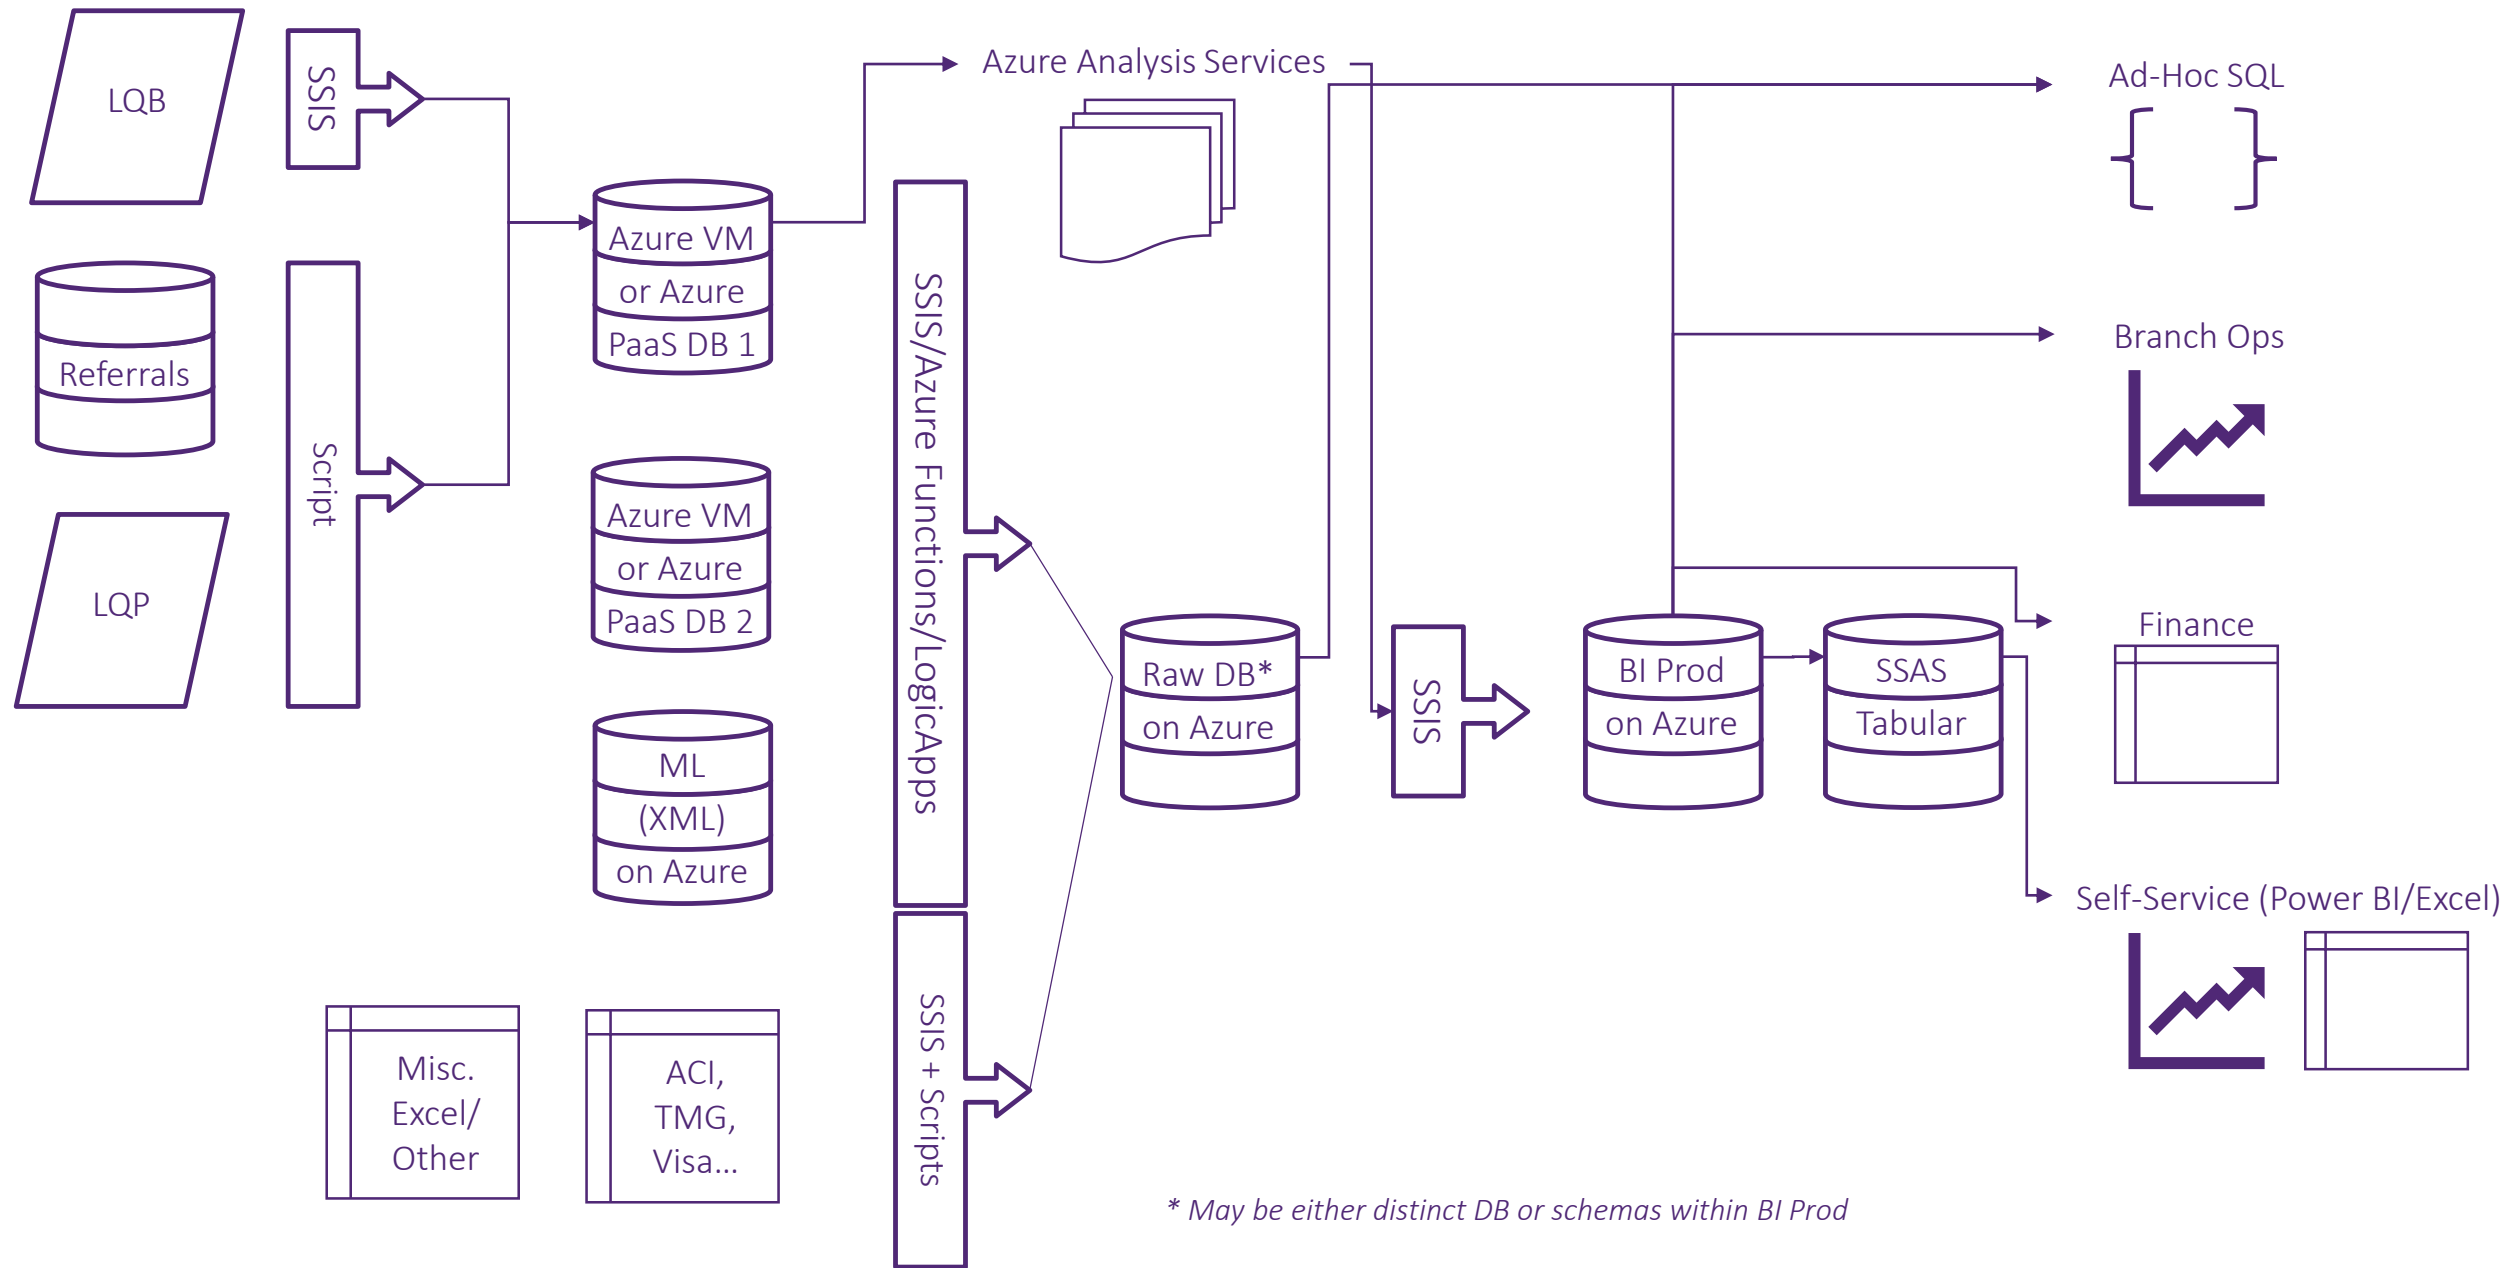 LQB
SSIS
Referrals
Script
LQP
Azure VM
or Azure
PaaS DB 1
Azure VM
or Azure
PaaS DB 2
ML
(XML)
on Azure
Misc.
Excel/
Other
ACI,
TMG,
Visa...
Azure Analysis Services
SSIS/Azure Functions/LogicApps
SSIS + Scripts
Raw DB*
on Azure
SSIS
BI Prod
on Azure
SSAS
Tabular
Ad-Hoc SQL
Branch Ops
Finance
Self-Service (Power BI/Excel)
* May be either distinct DB or schemas within BI Prod